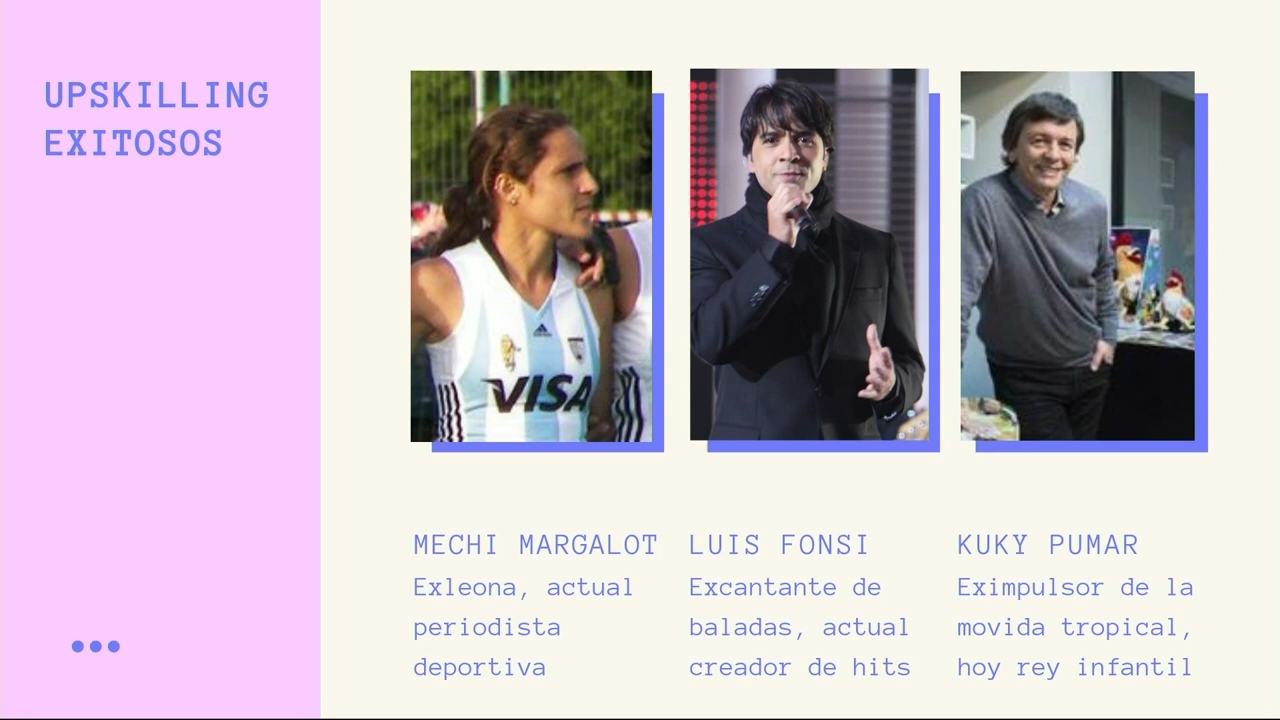 UPSKILLING
EXITOSOS
VISA
MECHI MARGALOT
Exleona, actual
periodista
deportiva
LUIS FONSI
Excantante de
baladas, actual
creador de hits
KUKY PUMAR
Eximpulsor de la
movida tropical,
hoy rey infantil